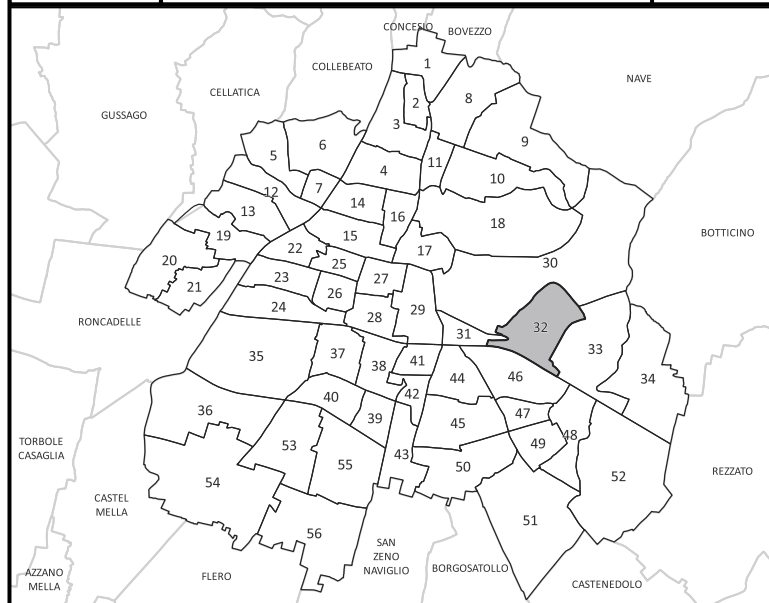 CONCESIO
BOVEZZO
COLLEBEATO
NAVE
CELLATICA
GUSSAGO
1
8
2
3
9
6
5
4
11
10
7
12
14
13
16
18
15
19
17
22
BOTTICINO
20
25
30
23
27
21
26
24
29
28
RONCADELLE
31
32
33
35
37
41
38
44
46
34
42
40
36
39
47
45
48
53
49
TORBOLE
CASAGLIA
43
55
50
REZZATO
54
52
CASTEL
MELLA
51
56
SAN
ZENO
NAVIGLIO
AZZANO
MELLA
FLERO
BORGOSATOLLO
CASTENEDOLO